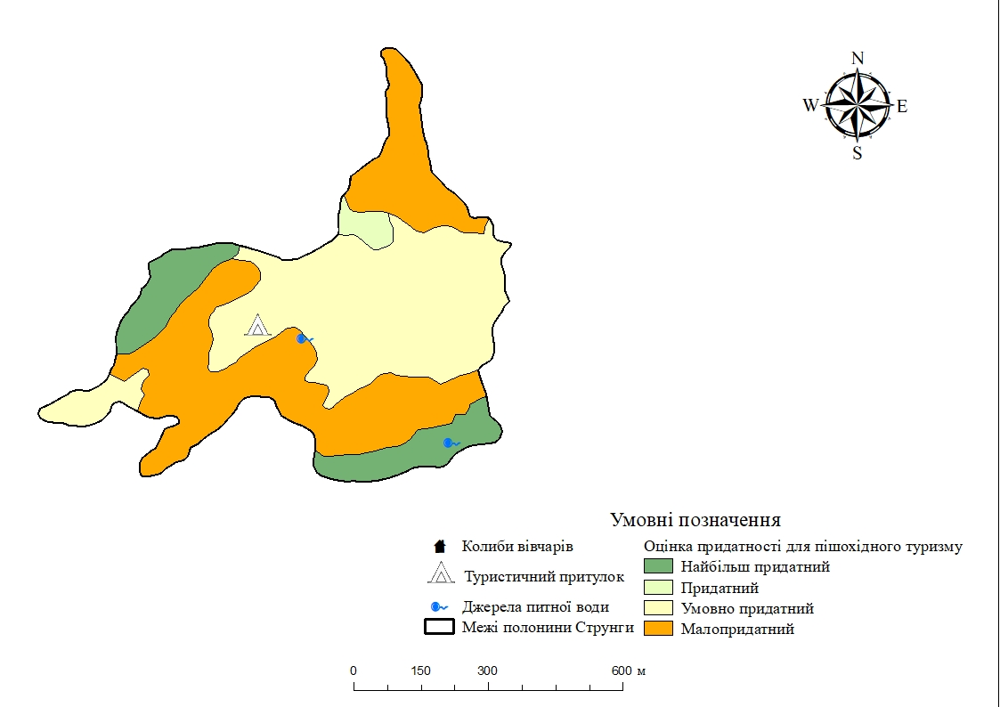 N
W E
S
Умовні позначення
Колиби вівчарів
Туристичний притулок
Джерела питної води
Межі полонини Струнги
Оцінка придатності для пішохідного туризму
Найбільш придатний
Придатний
Умовно придатний
Малопридатний
0 150 300 600 м